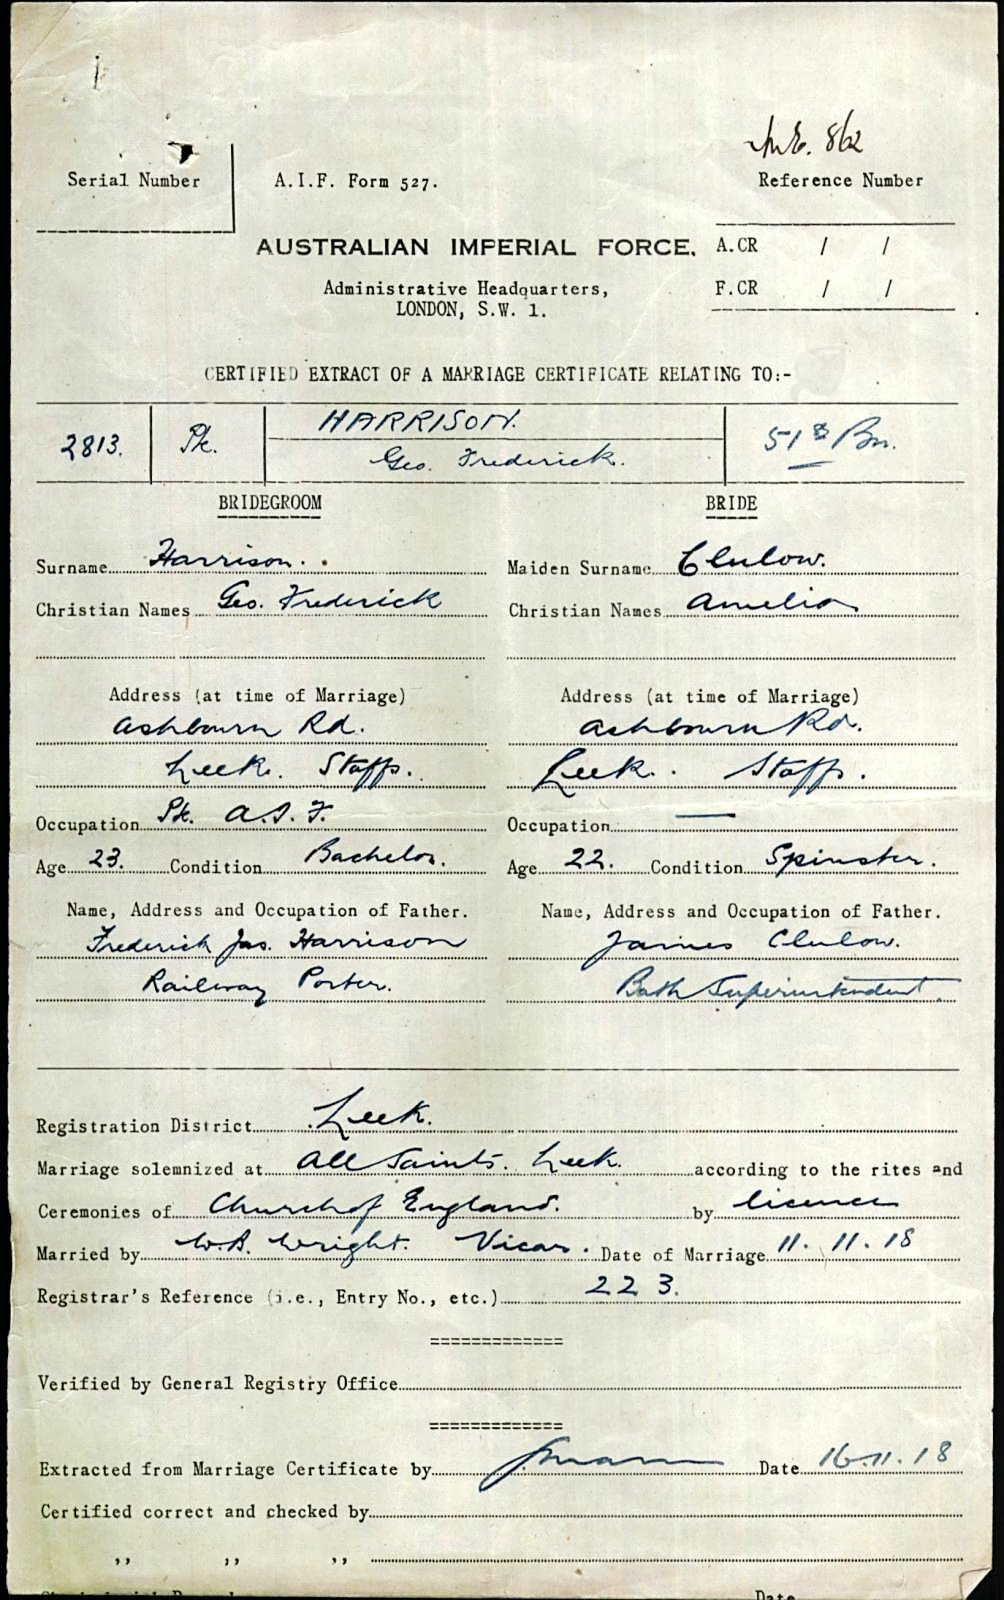 862
Serial Number A.I.F. Form 527. Reference Number
AUSTRALIAN IMPERIAL FORCE. A.CR / /
Administrative Headquarters, F.CR / /
LONDON, S.W. 1.
CERTIFIED EXTRACT OF A MARRIAGE CERTIFICATE RELATING TO:-
2813. Pte. HARRISON. 51st Bn.
Geo. Frederick.
BRIDEGROOM BRIDE
Surname Harrison. Maiden Surname Clulow.
Christian Names Geo. Frederick Christian Names Amelia
Address (at time of Marriage) Address (at time of Marriage)
Ashbourn Rd. Ashbourn Rd.
Leek. Staffs. Leek. Staffs.
Occupation Pte. A.I.F. Occupation —
Age 23. Condition Bachelor. Age 22. Condition Spinster.
Name, Address and Occupation of Father. Name, Address and Occupation of Father.
Frederick Jas. Harrison James Clulow.
Railway Porter. Bath Superintendent.
Registration District Leek.
Marriage solemnized at All Saints. Leek. according to the rites and
Ceremonies of Church of England. by licence
Married by W.B. Wright. Vicar. Date of Marriage 11.11.18
Registrar's Reference (i.e., Entry No., etc.) 223.
=============
Verified by General Registry Office
=============
Extracted from Marriage Certificate by Date 16.11.18
Certified correct and checked by
,, ,, ,,
Date